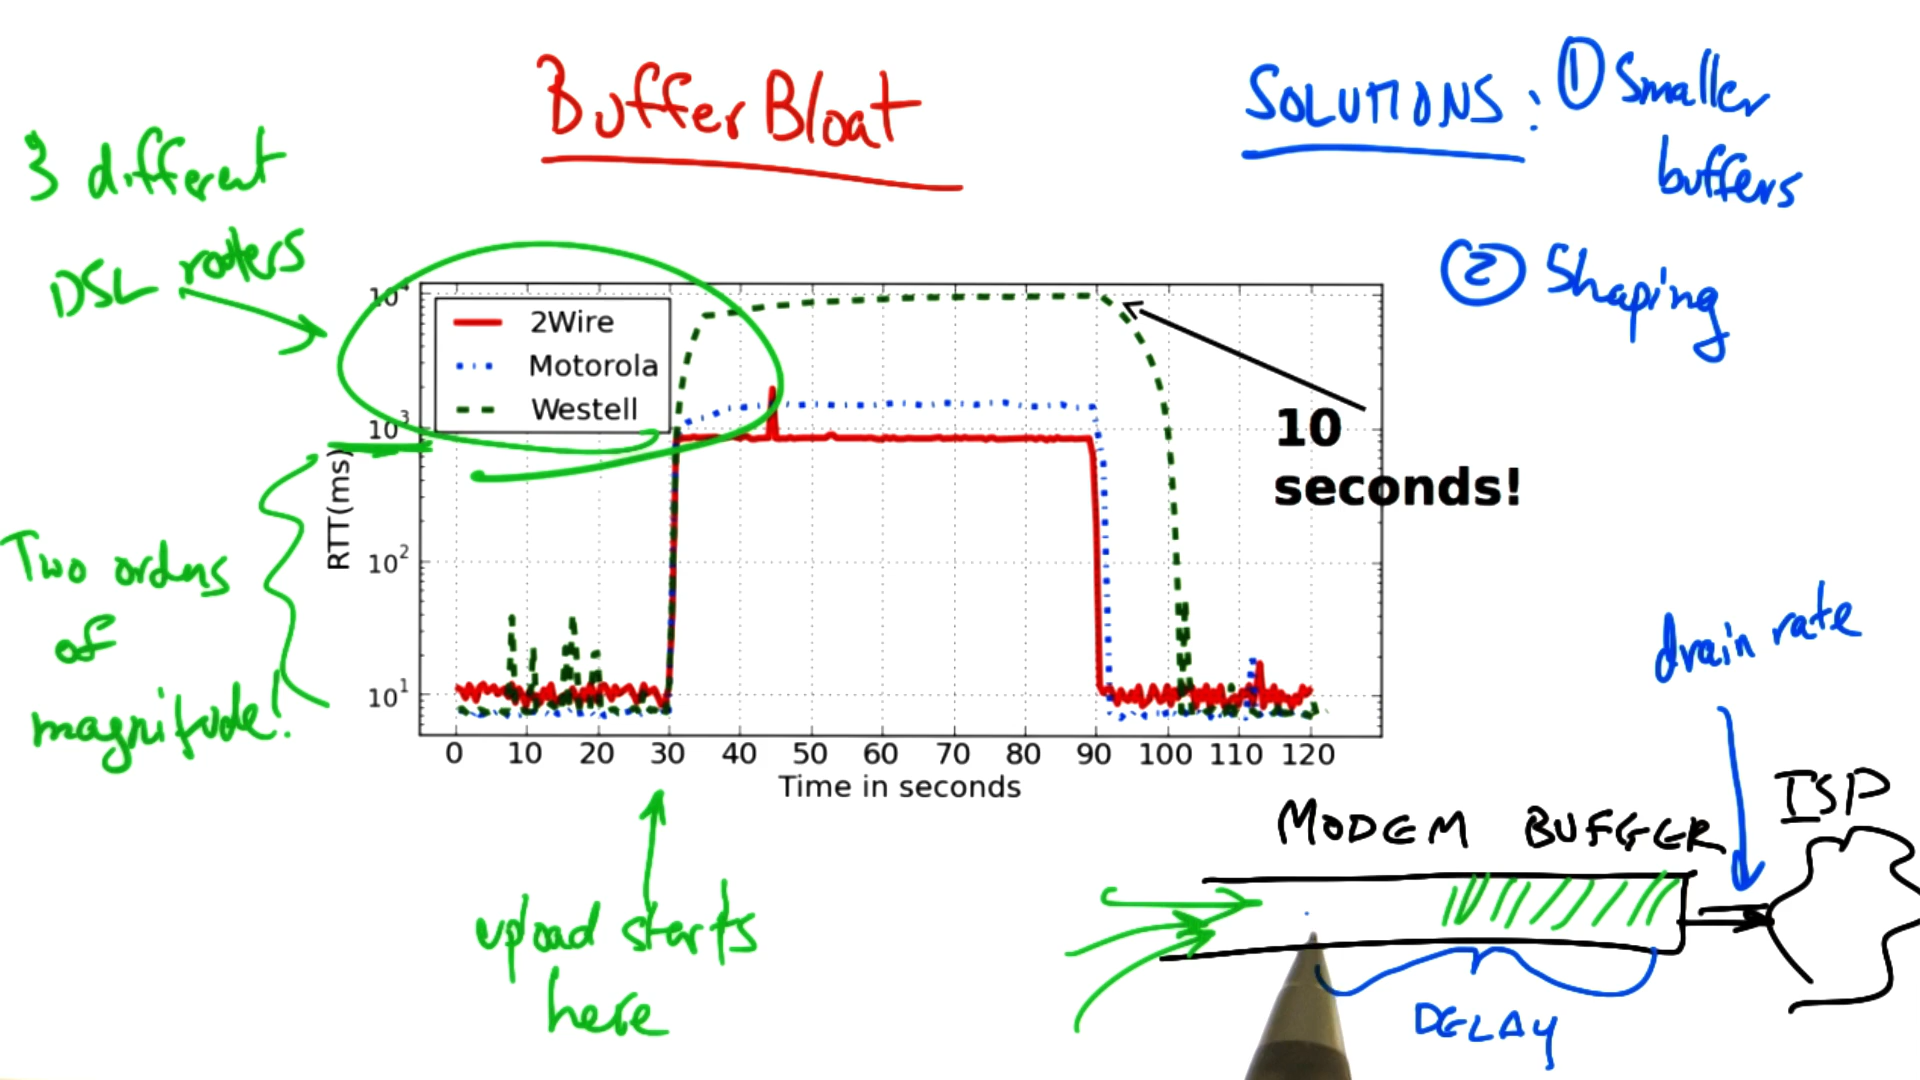 BufferBloat
SOLUTIONS: ① Smaller
buffers
② Shaping
3 different
DSL routers
10⁴
10³
10²
10¹
RTT(ms)
2Wire
Motorola
Westell
10
seconds!
Two orders
of
magnitude!
0 10 20 30 40 50 60 70 80 90 100 110 120
Time in seconds
upload starts
here
drain rate
ISP
MODEM BUFFER
DELAY